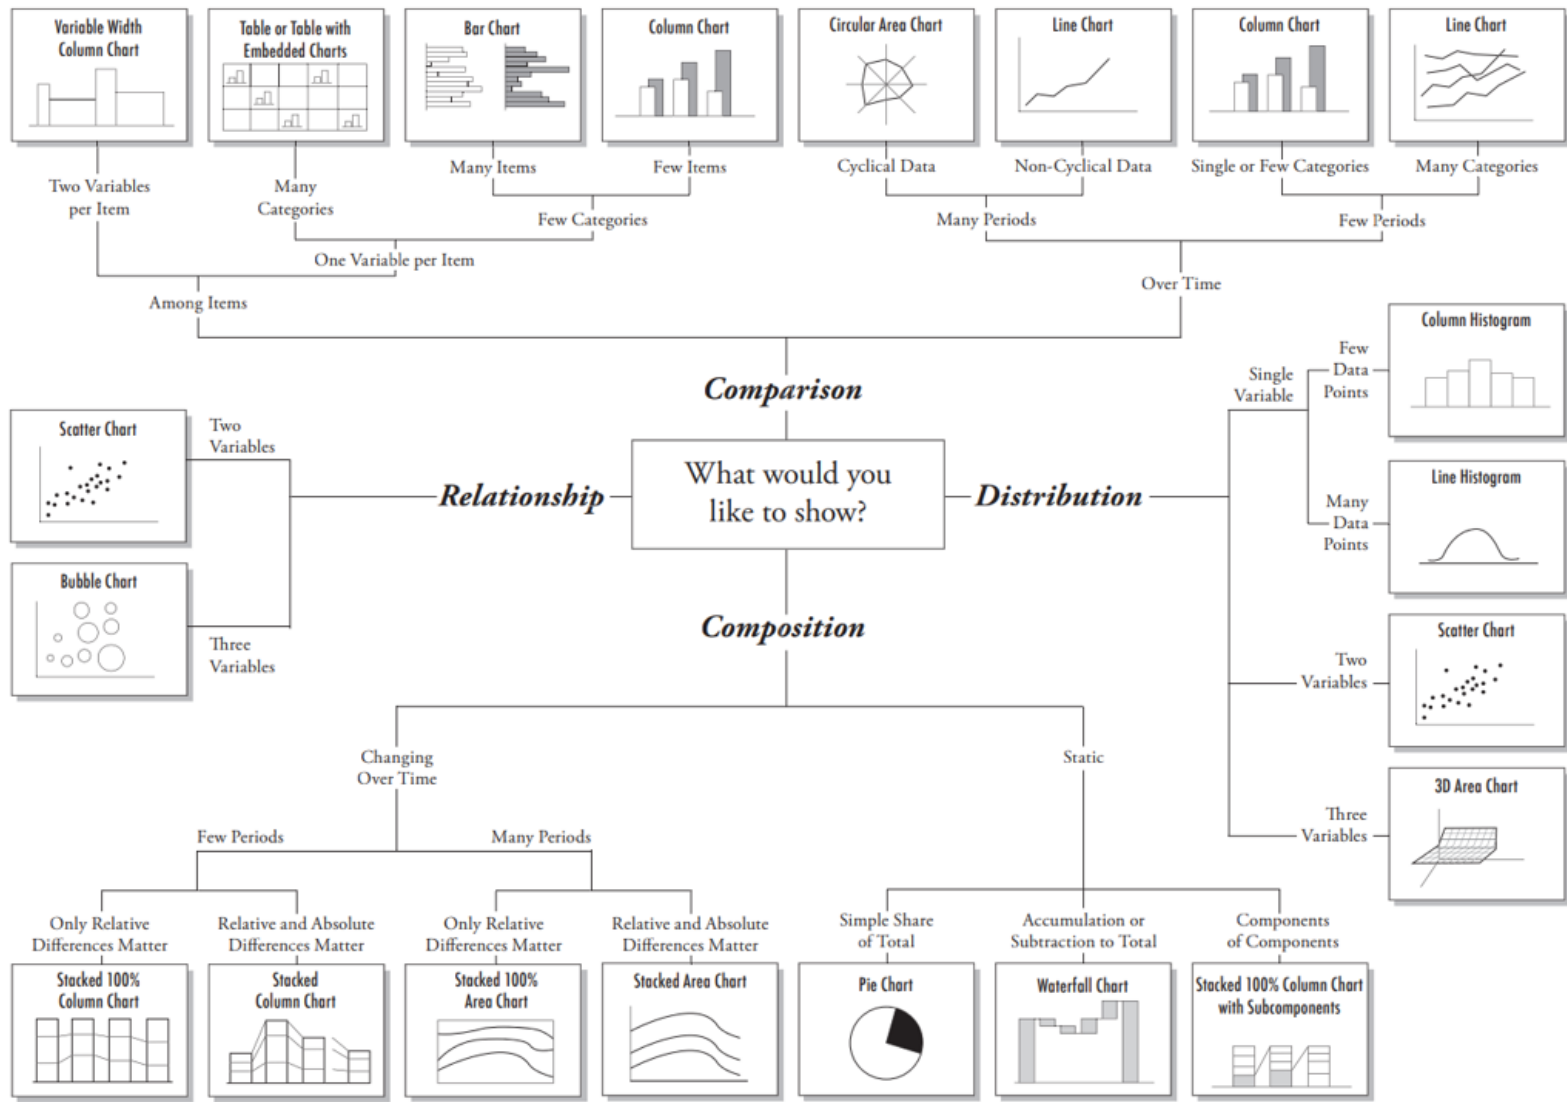 Variable Width
Column Chart
Table or Table with
Embedded Charts
Bar Chart
Column Chart
Circular Area Chart
Line Chart
Column Chart
Line Chart
Two Variables
per Item
Many
Categories
Many Items
Few Items
Cyclical Data
Non-Cyclical Data
Single or Few Categories
Many Categories
Few Categories
Many Periods
Few Periods
One Variable per Item
Among Items
Over Time
Comparison
What would you
like to show?
Relationship
Two
Variables
Scatter Chart
Three
Variables
Bubble Chart
Distribution
Single
Variable
Few
Data
Points
Column Histogram
Many
Data
Points
Line Histogram
Two
Variables
Scatter Chart
Three
Variables
3D Area Chart
Composition
Changing
Over Time
Static
Few Periods
Many Periods
Only Relative
Differences Matter
Relative and Absolute
Differences Matter
Only Relative
Differences Matter
Relative and Absolute
Differences Matter
Simple Share
of Total
Accumulation or
Subtraction to Total
Components
of Components
Stacked 100%
Column Chart
Stacked
Column Chart
Stacked 100%
Area Chart
Stacked Area Chart
Pie Chart
Waterfall Chart
Stacked 100% Column Chart
with Subcomponents